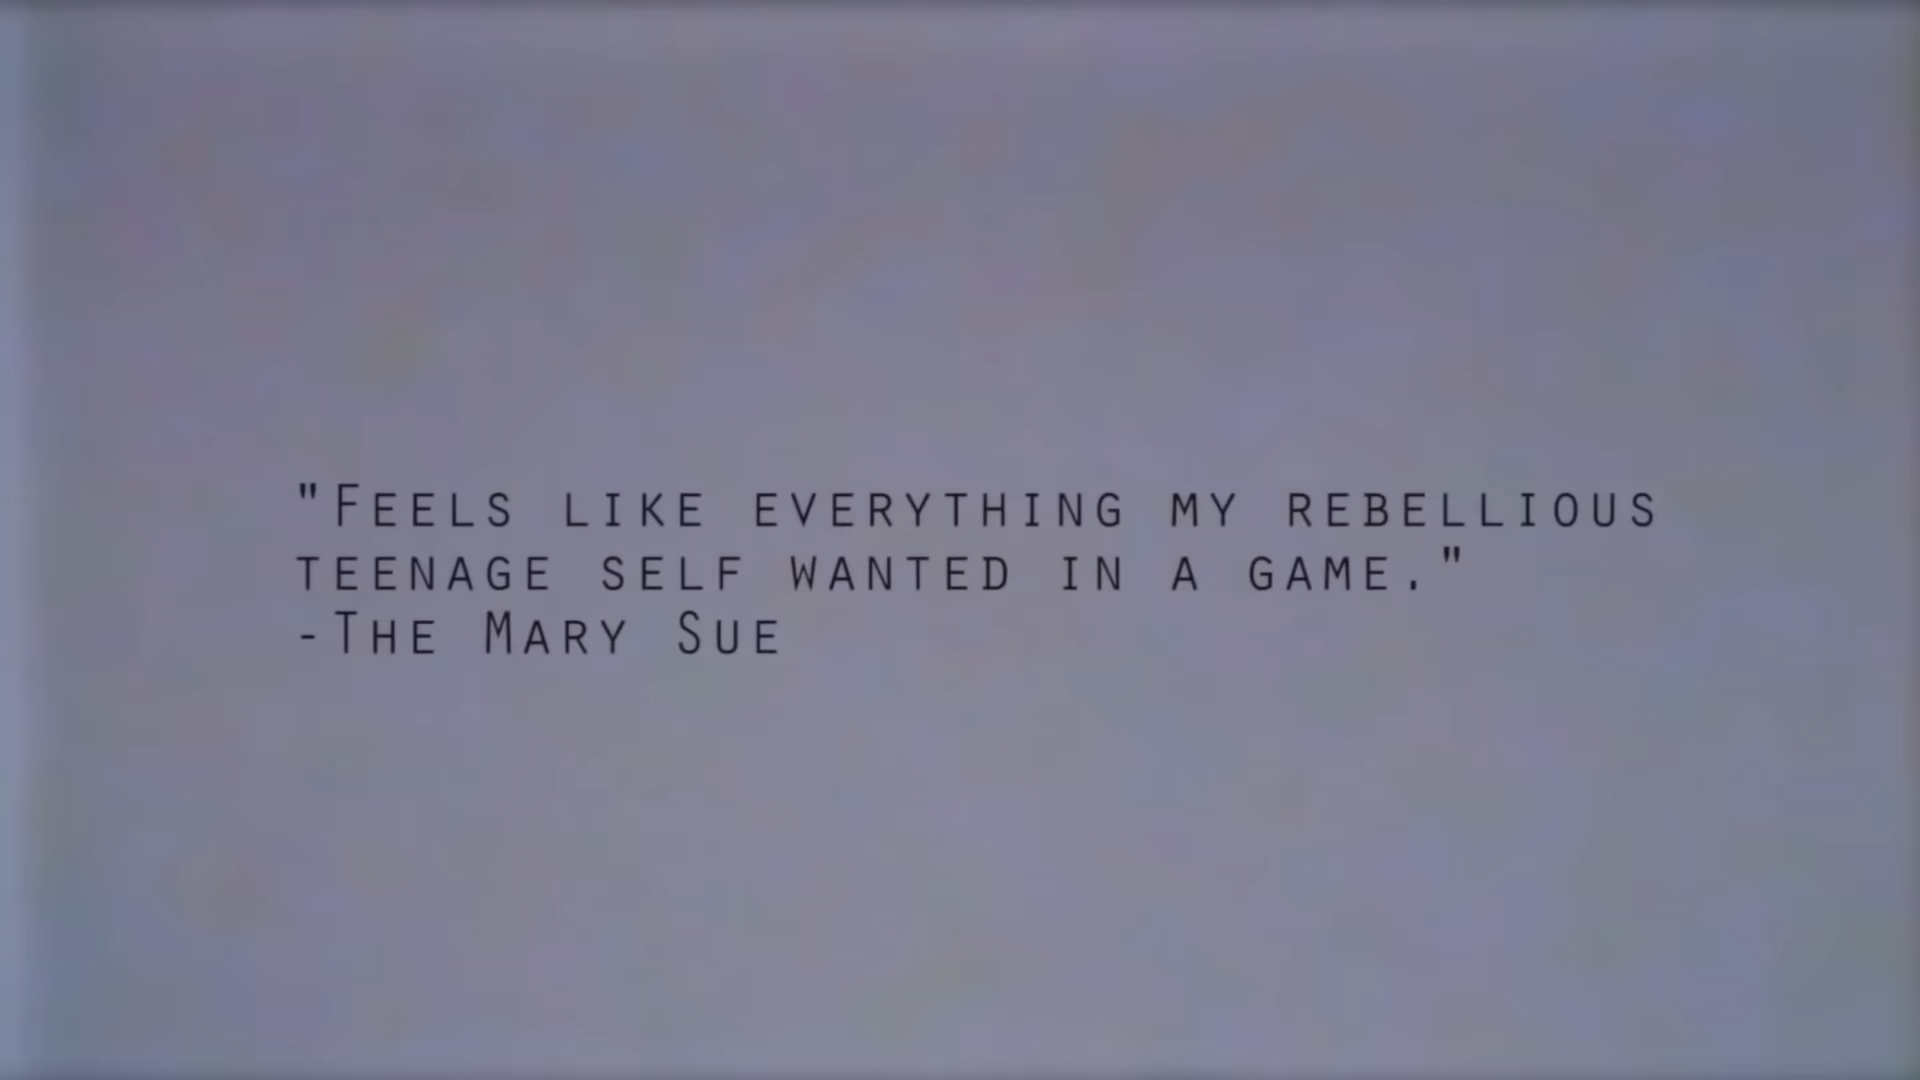 "Feels like everything my rebellious
teenage self wanted in a game."
-The Mary Sue